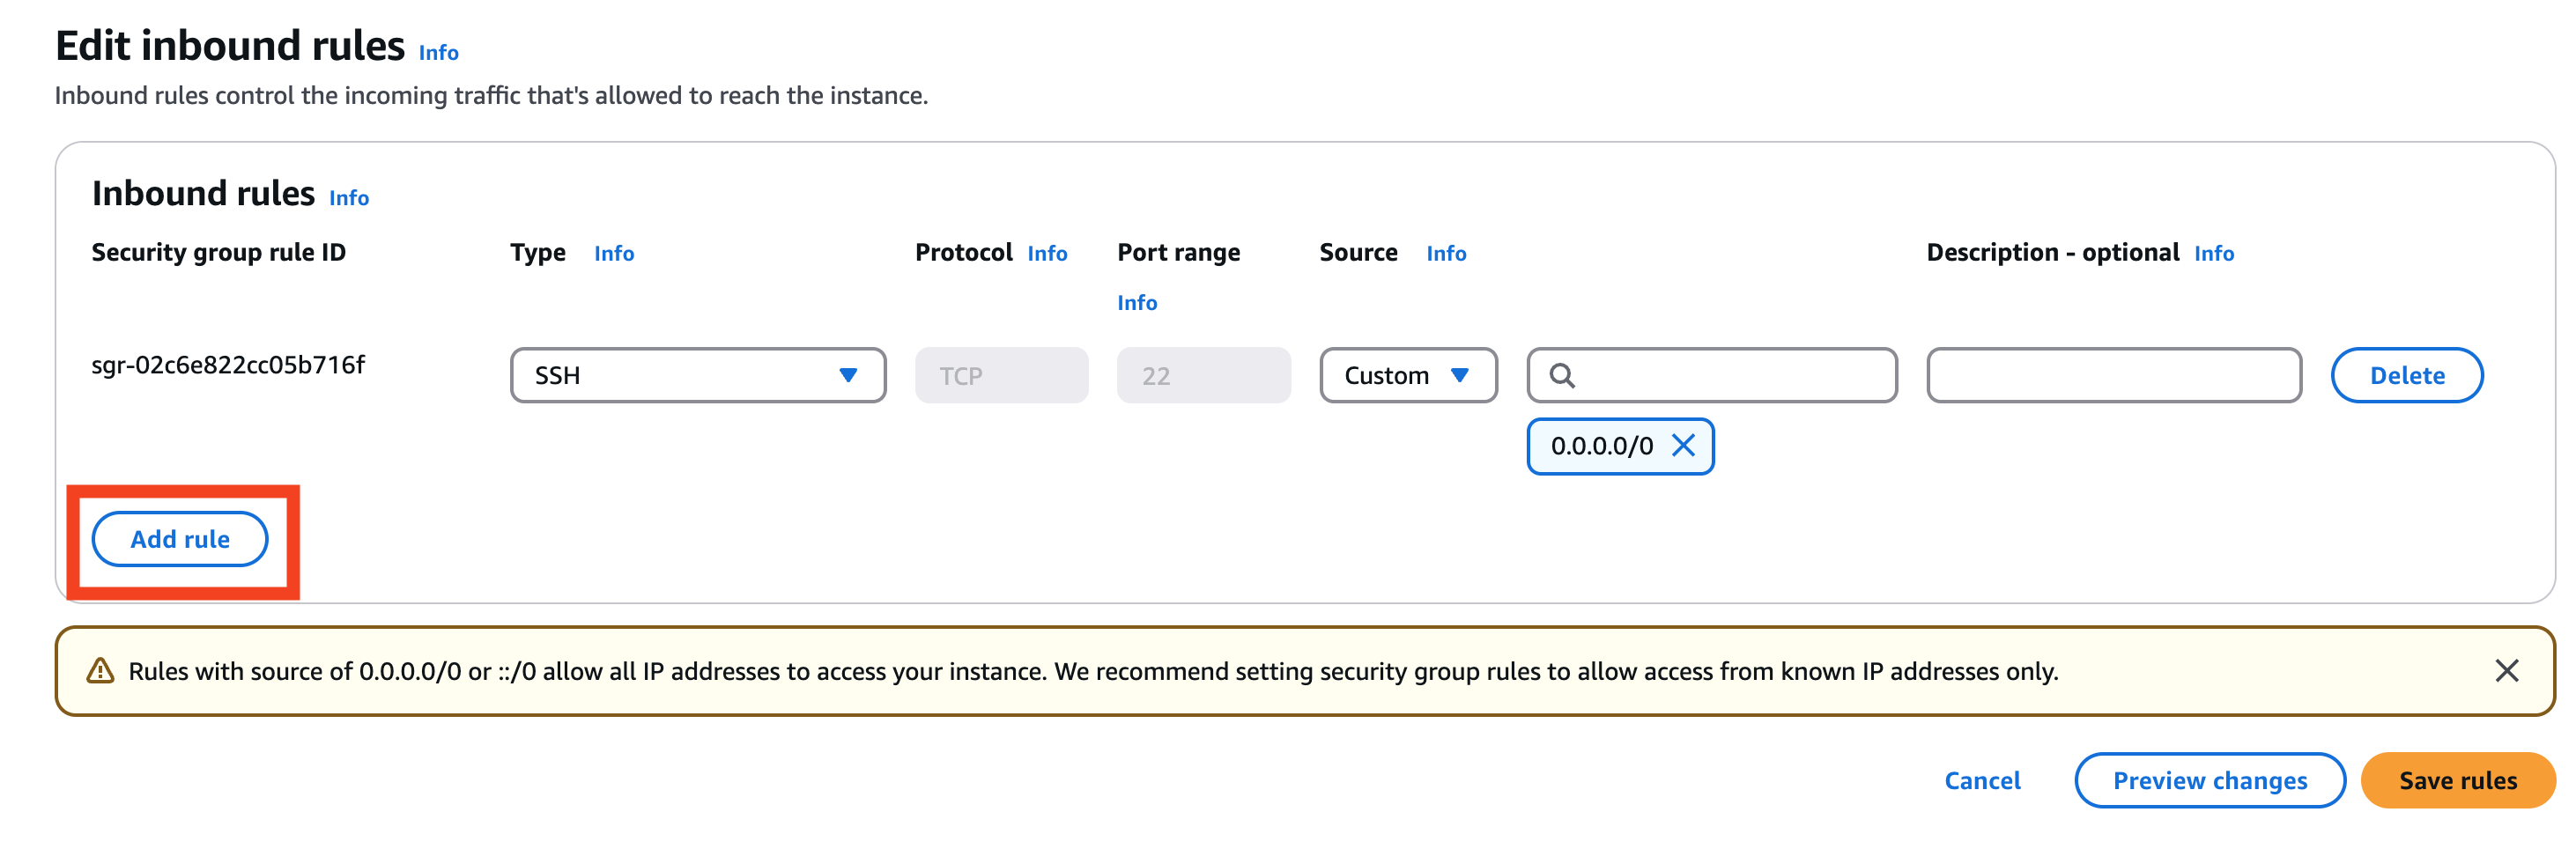 Edit inbound rules Info
Inbound rules control the incoming traffic that's allowed to reach the instance.
Inbound rules Info
Security group rule ID Type Info Protocol Info Port range Info Source Info Description - optional Info
sgr-02c6e822cc05b716f SSH TCP 22 Custom Delete
0.0.0.0/0
Add rule
Rules with source of 0.0.0.0/0 or ::/0 allow all IP addresses to access your instance. We recommend setting security group rules to allow access from known IP addresses only.
Cancel Preview changes Save rules